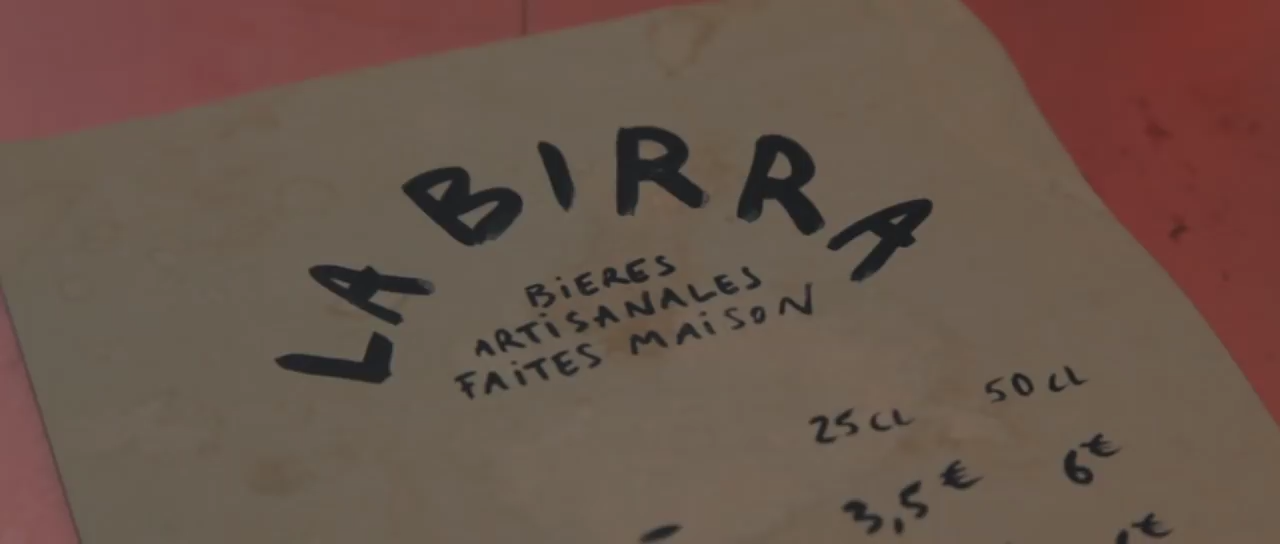 LA BIRRA
BiERES
ARTiSANALES
FAiTES MAiSON
25 CL 50 CL
3,5€ 6€
€